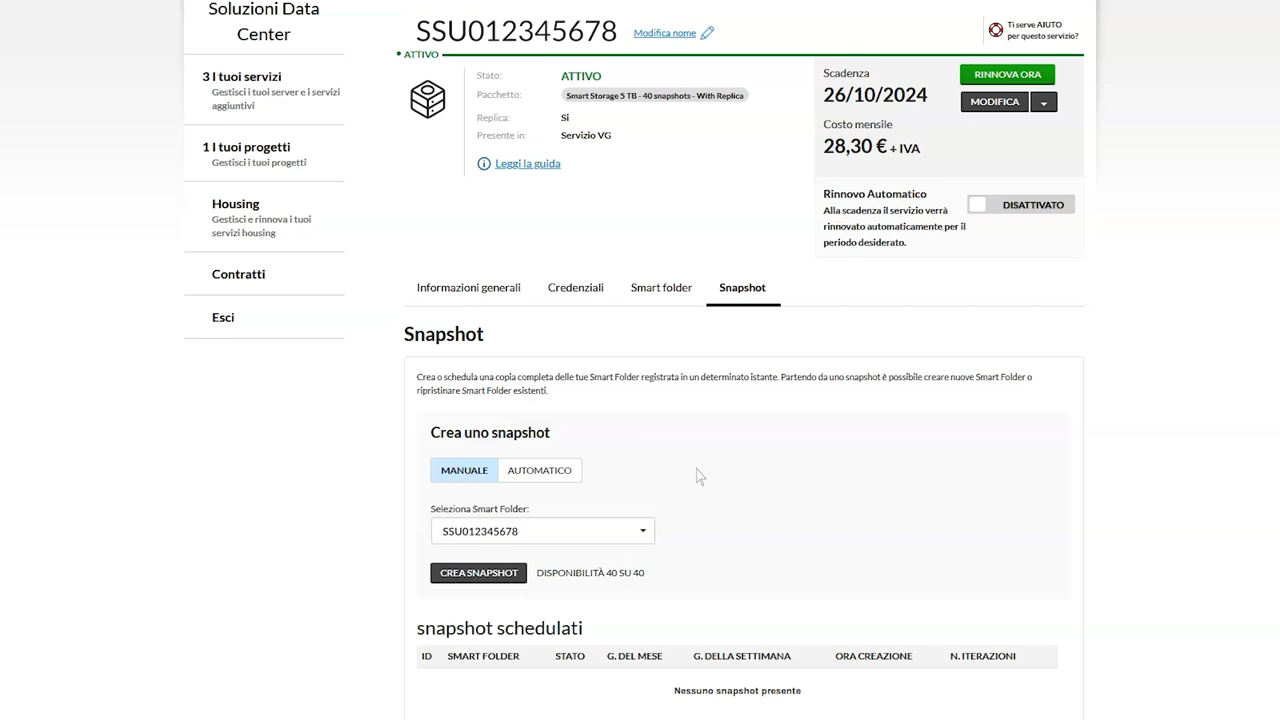 Soluzioni Data
Center
3 I tuoi servizi
Gestisci i tuoi server e i servizi
aggiuntivi
1 I tuoi progetti
Gestisci i tuoi progetti
Housing
Gestisci e rinnova i tuoi
servizi housing
Contratti
Esci
SSU012345678
Modifica nome
Ti serve AIUTO
per questo servizio?
ATTIVO
Stato: ATTIVO
Pacchetto: Smart Storage 5 TB - 40 snapshots - With Replica
Replica: Si
Presente in: Servizio VG
Leggi la guida
Scadenza
26/10/2024
RINNOVA ORA
MODIFICA
Costo mensile
28,30 € + IVA
Rinnovo Automatico
Alla scadenza il servizio verrà
rinnovato automaticamente per il
periodo desiderato.
DISATTIVATO
Informazioni generali Credenziali Smart folder Snapshot
Snapshot
Crea o schedula una copia completa delle tue Smart Folder registrata in un determinato istante. Partendo da uno snapshot è possibile creare nuove Smart Folder o
ripristinare Smart Folder esistenti.
Crea uno snapshot
MANUALE AUTOMATICO
Seleziona Smart Folder:
SSU012345678
CREA SNAPSHOT DISPONIBILITÀ 40 SU 40
snapshot schedulati
ID SMART FOLDER STATO G. DEL MESE G. DELLA SETTIMANA ORA CREAZIONE N. ITERAZIONI
Nessuno snapshot presente